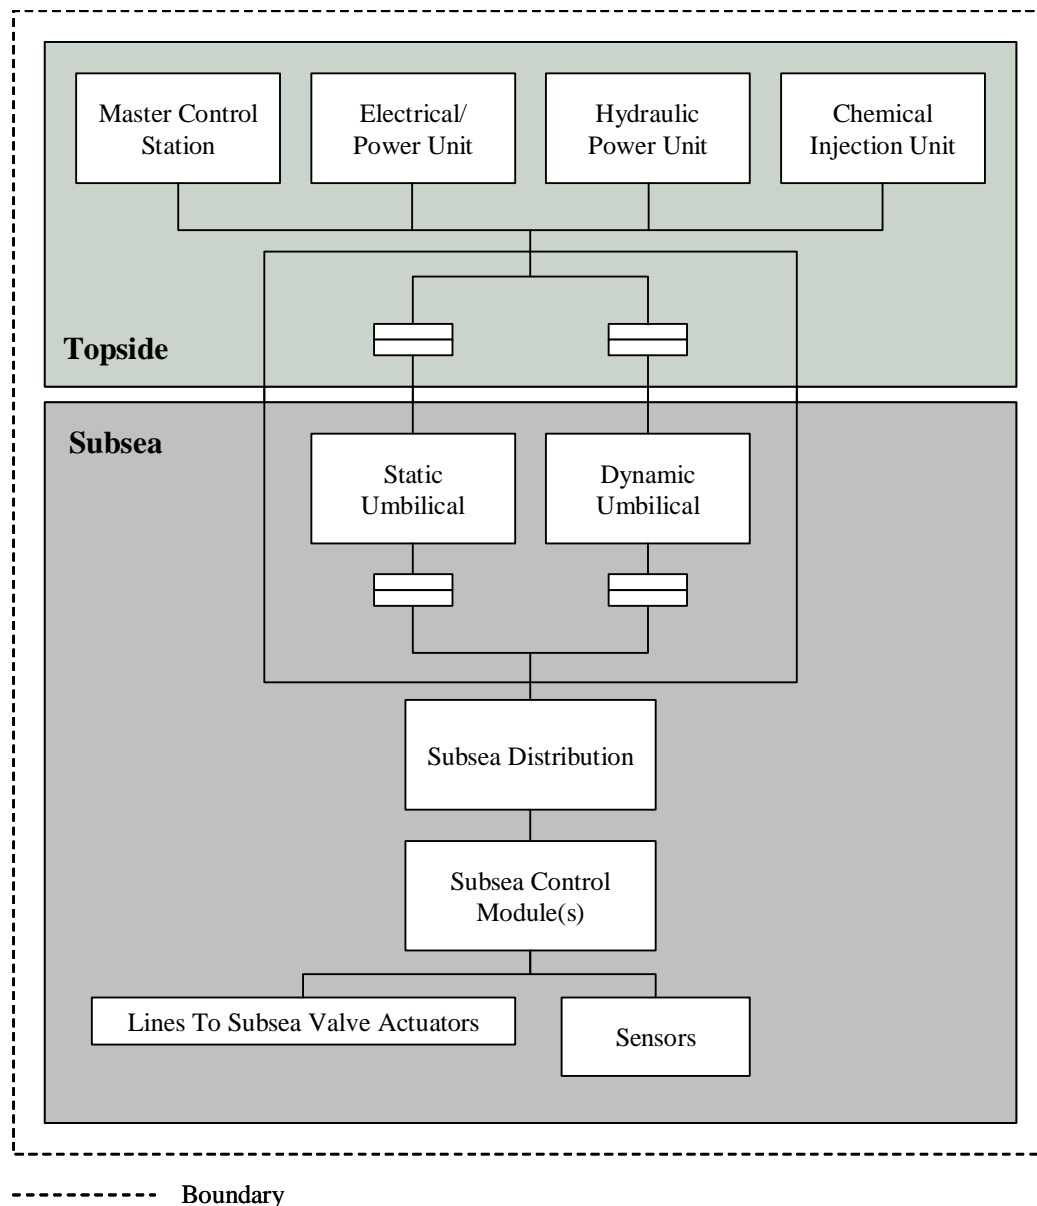 Master Control
Station
Electrical/
Power Unit
Hydraulic
Power Unit
Chemical
Injection Unit
Topside
Subsea
Static
Umbilical
Dynamic
Umbilical
Subsea Distribution
Subsea Control
Module(s)
Lines To Subsea Valve Actuators
Sensors
Boundary